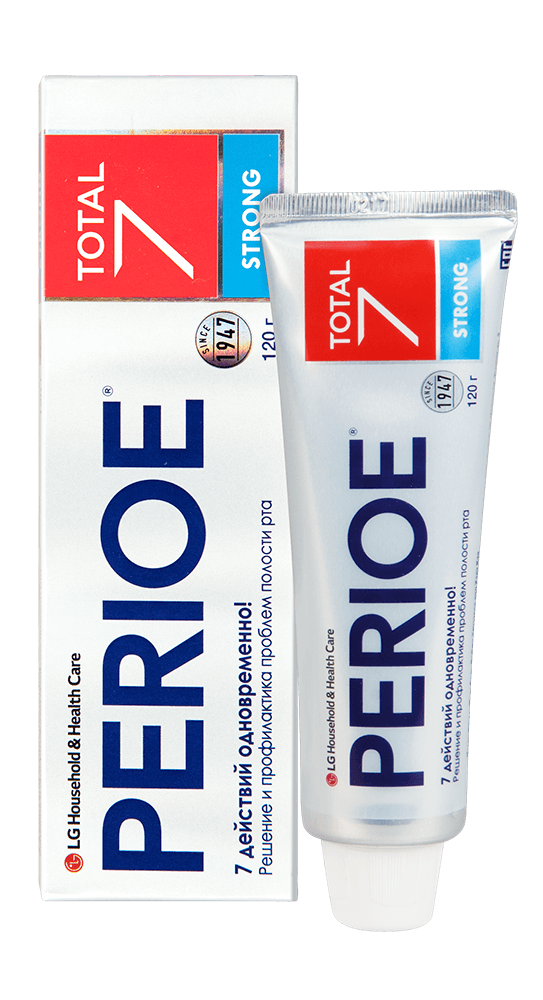 TOTAL
7
STRONG
SINCE
1947
120 г
PERIOE®
LG Household & Health Care
7 действий одновременно!
Решение и профилактика проблем полости рта
TOTAL
7
STRONG
SINCE
1947
120 г
PERIOE®
LG Household & Health Care
7 действий одновременно!
Решение и профилактика проблем полости рта